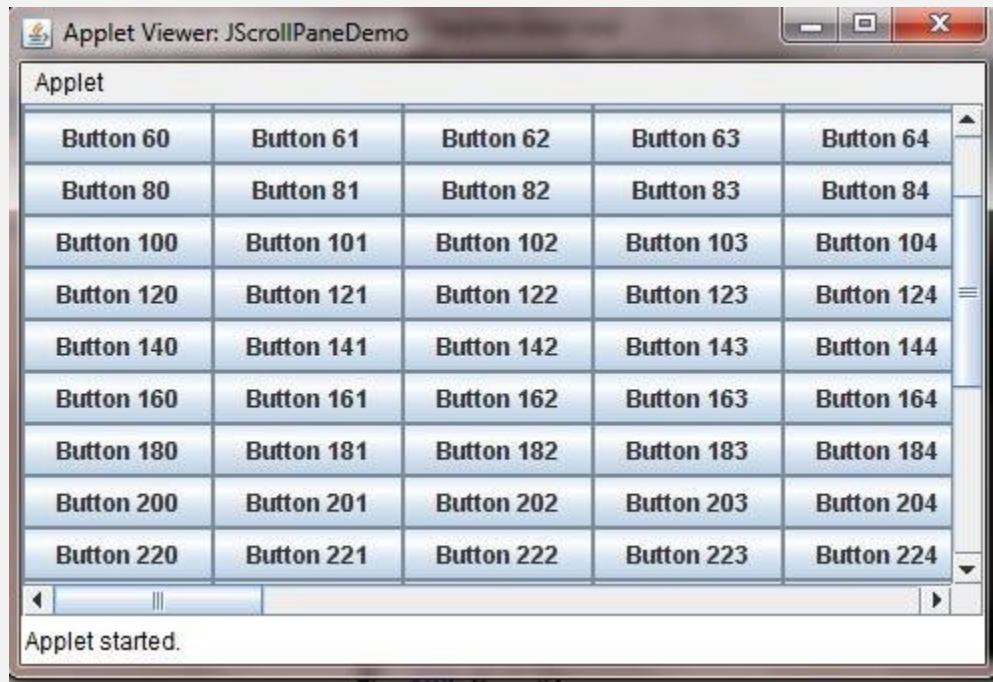 Applet Viewer: JScrollPaneDemo
Applet
Button 60 Button 61 Button 62 Button 63 Button 64
Button 80 Button 81 Button 82 Button 83 Button 84
Button 100 Button 101 Button 102 Button 103 Button 104
Button 120 Button 121 Button 122 Button 123 Button 124
Button 140 Button 141 Button 142 Button 143 Button 144
Button 160 Button 161 Button 162 Button 163 Button 164
Button 180 Button 181 Button 182 Button 183 Button 184
Button 200 Button 201 Button 202 Button 203 Button 204
Button 220 Button 221 Button 222 Button 223 Button 224
Applet started.